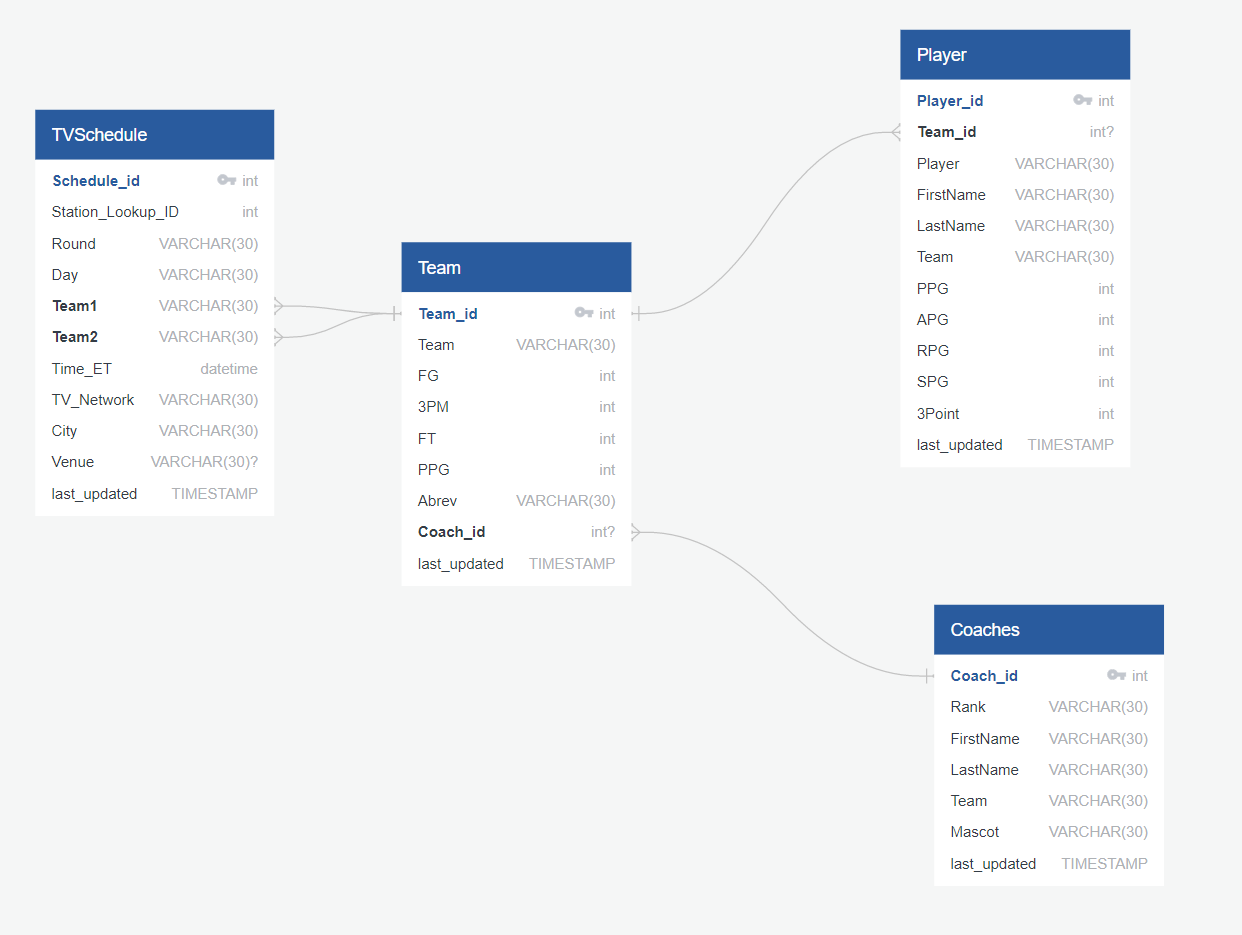 TVSchedule
Schedule_id int
Station_Lookup_ID int
Round VARCHAR(30)
Day VARCHAR(30)
Team1 VARCHAR(30)
Team2 VARCHAR(30)
Time_ET datetime
TV_Network VARCHAR(30)
City VARCHAR(30)
Venue VARCHAR(30)?
last_updated TIMESTAMP
Team
Team_id int
Team VARCHAR(30)
FG int
3PM int
FT int
PPG int
Abrev VARCHAR(30)
Coach_id int?
last_updated TIMESTAMP
Player
Player_id int
Team_id int?
Player VARCHAR(30)
FirstName VARCHAR(30)
LastName VARCHAR(30)
Team VARCHAR(30)
PPG int
APG int
RPG int
SPG int
3Point int
last_updated TIMESTAMP
Coaches
Coach_id int
Rank VARCHAR(30)
FirstName VARCHAR(30)
LastName VARCHAR(30)
Team VARCHAR(30)
Mascot VARCHAR(30)
last_updated TIMESTAMP